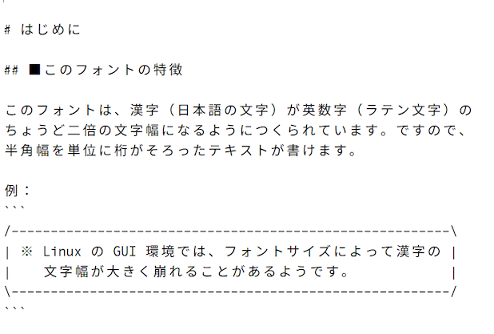 # はじめに
## ■このフォントの特徴
このフォントは、漢字（日本語の文字）が英数字（ラテン文字）の
ちょうど二倍の文字幅になるようにつくられています。ですので、
半角幅を単位に桁がそろったテキストが書けます。
例：
```
/-------------------------------------------------------\
| ※ Linux の GUI 環境では、フォントサイズによって漢字の |
|    文字幅が大きく崩れることがあるようです。            |
\-------------------------------------------------------/
```